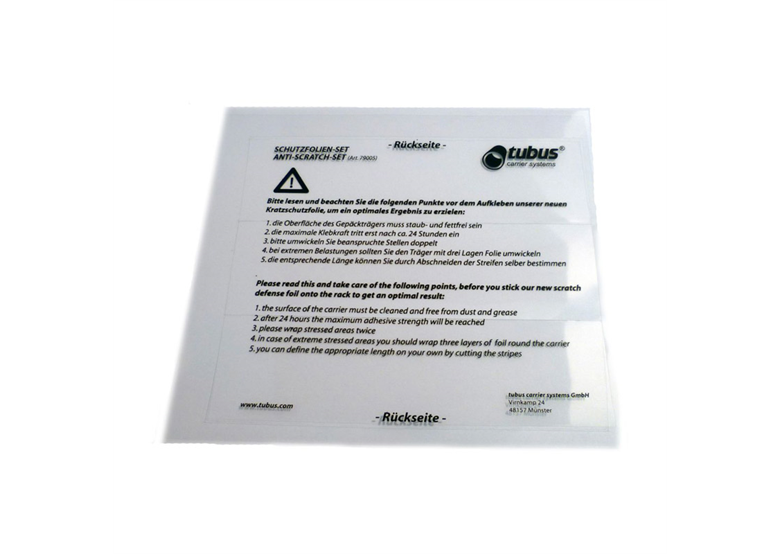 - Rückseite -
SCHUTZFOLIEN-SET
ANTI-SCRATCH-SET (Art. 79005)
tubus®
carrier systems
Bitte lesen und beachten Sie die folgenden Punkte vor dem Aufkleben unserer neuen
Kratzschutzfolie, um ein optimales Ergebnis zu erzielen:
1. die Oberfläche des Gepäckträgers muss staub- und fettfrei sein
2. die maximale Klebkraft tritt erst nach ca. 24 Stunden ein
3. bitte umwickeln Sie beanspruchte Stellen doppelt
4. bei extremen Belastungen sollten Sie den Träger mit drei Lagen Folie umwickeln
5. die entsprechende Länge können Sie durch Abschneiden der Streifen selber bestimmen
Please read this and take care of the following points, before you stick our new scratch
defense foil onto the rack to get an optimal result:
1. the surface of the carrier must be cleaned and free from dust and grease
2. after 24 hours the maximum adhesive strength will be reached
3. please wrap stressed areas twice
4. in case of extreme stressed areas you should wrap three layers of foil round the carrier
5. you can define the appropriate length on your own by cutting the stripes
www.tubus.com
tubus carrier systems GmbH
Virnkamp 24
48157 Münster
- Rückseite -